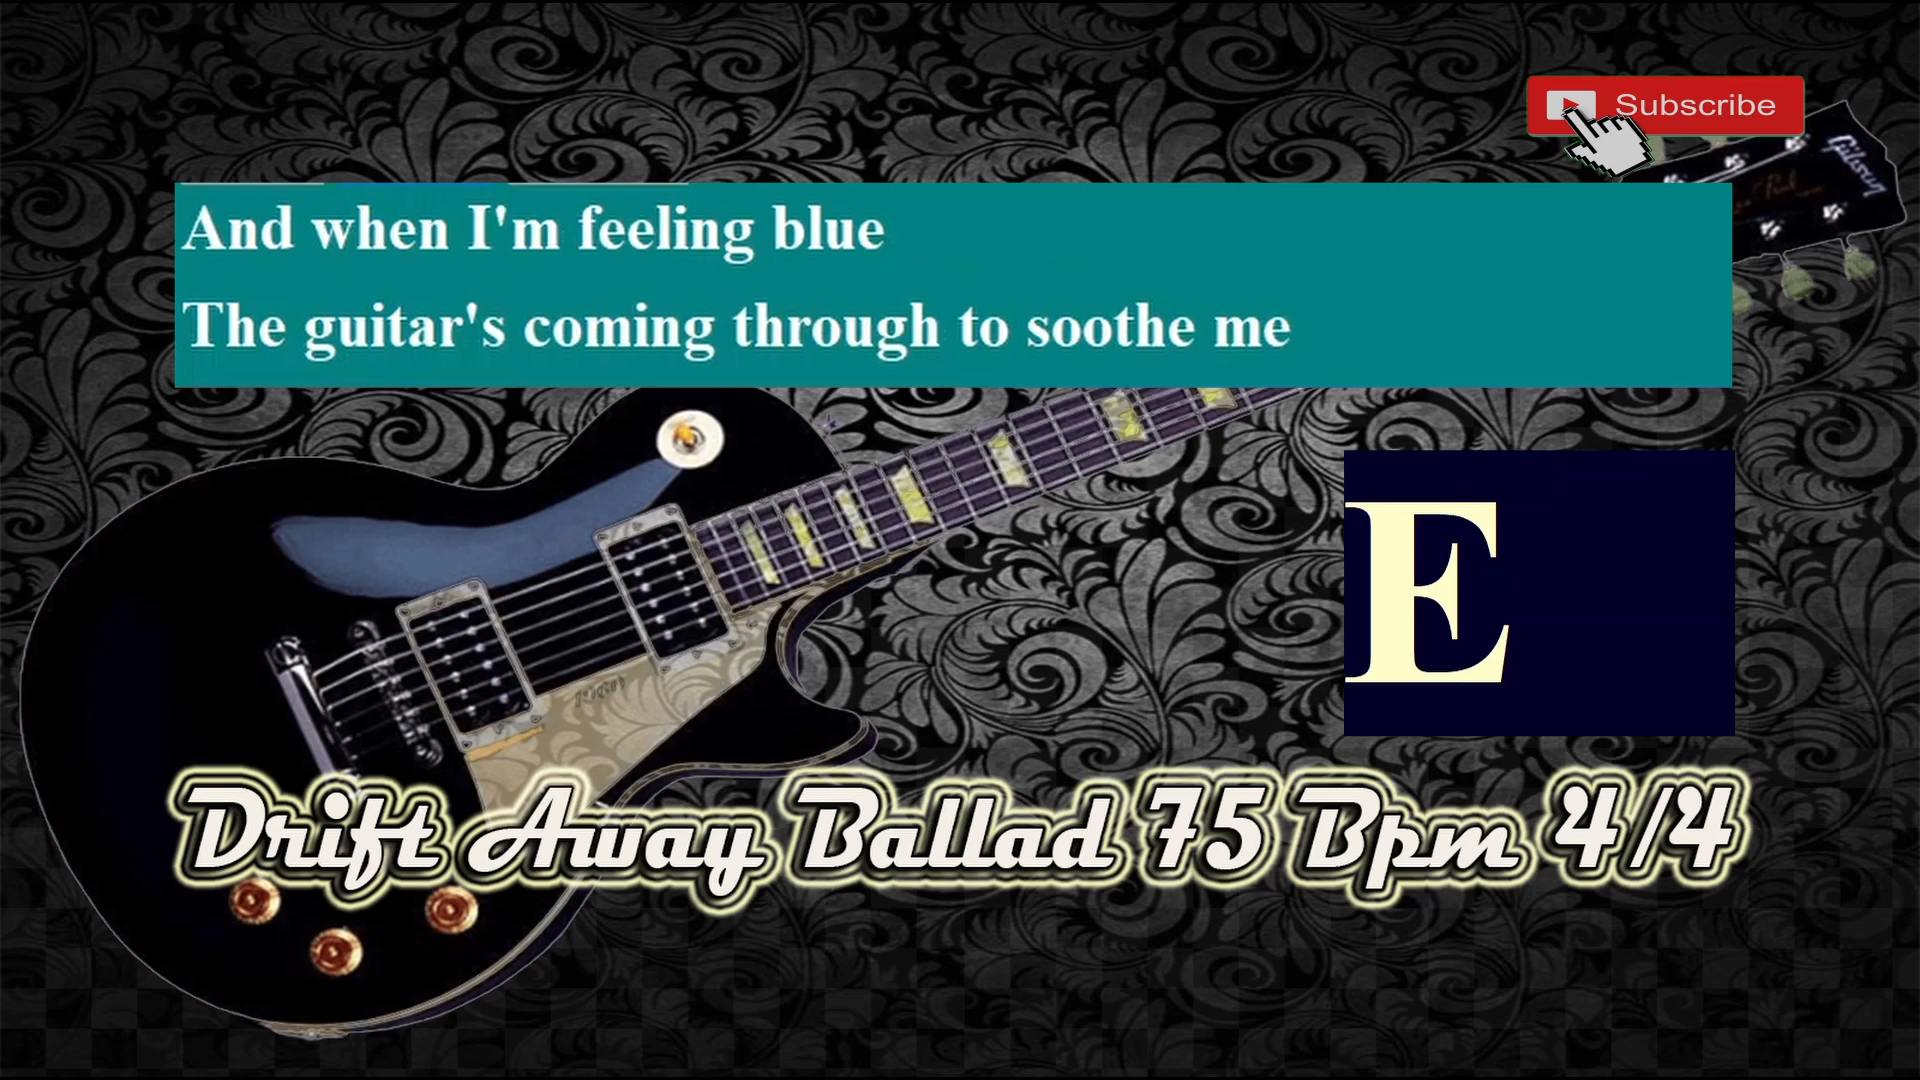 Subscribe
Gibson
And when I'm feeling blue
The guitar's coming through to soothe me
E
Drift Away Ballad 75 Bpm 4/4